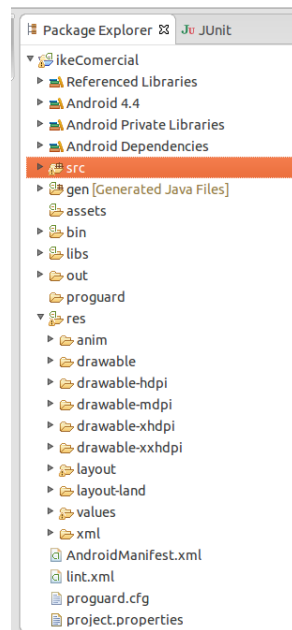 Package Explorer JUnit
ikeComercial
Referenced Libraries
Android 4.4
Android Private Libraries
Android Dependencies
src
gen [Generated Java Files]
assets
bin
libs
out
proguard
res
anim
drawable
drawable-hdpi
drawable-mdpi
drawable-xhdpi
drawable-xxhdpi
layout
layout-land
values
xml
AndroidManifest.xml
lint.xml
proguard.cfg
project.properties